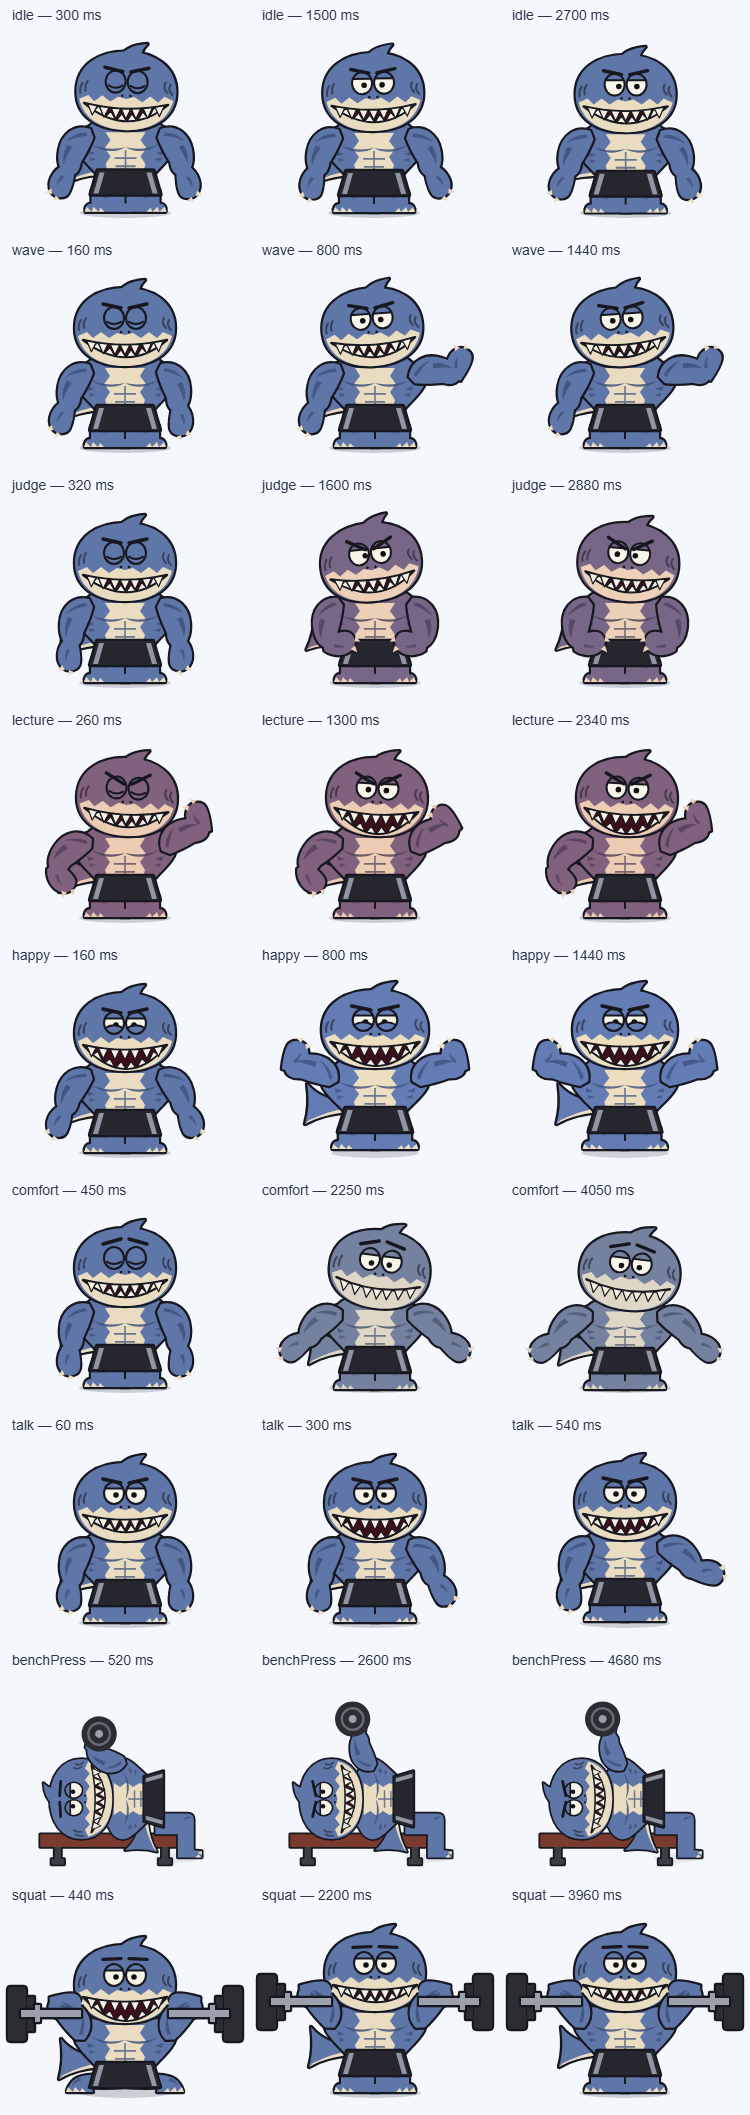 idle — 300 ms
idle — 1500 ms
idle — 2700 ms
wave — 160 ms
wave — 800 ms
wave — 1440 ms
judge — 320 ms
judge — 1600 ms
judge — 2880 ms
lecture — 260 ms
lecture — 1300 ms
lecture — 2340 ms
happy — 160 ms
happy — 800 ms
happy — 1440 ms
comfort — 450 ms
comfort — 2250 ms
comfort — 4050 ms
talk — 60 ms
talk — 300 ms
talk — 540 ms
benchPress — 520 ms
benchPress — 2600 ms
benchPress — 4680 ms
squat — 440 ms
squat — 2200 ms
squat — 3960 ms